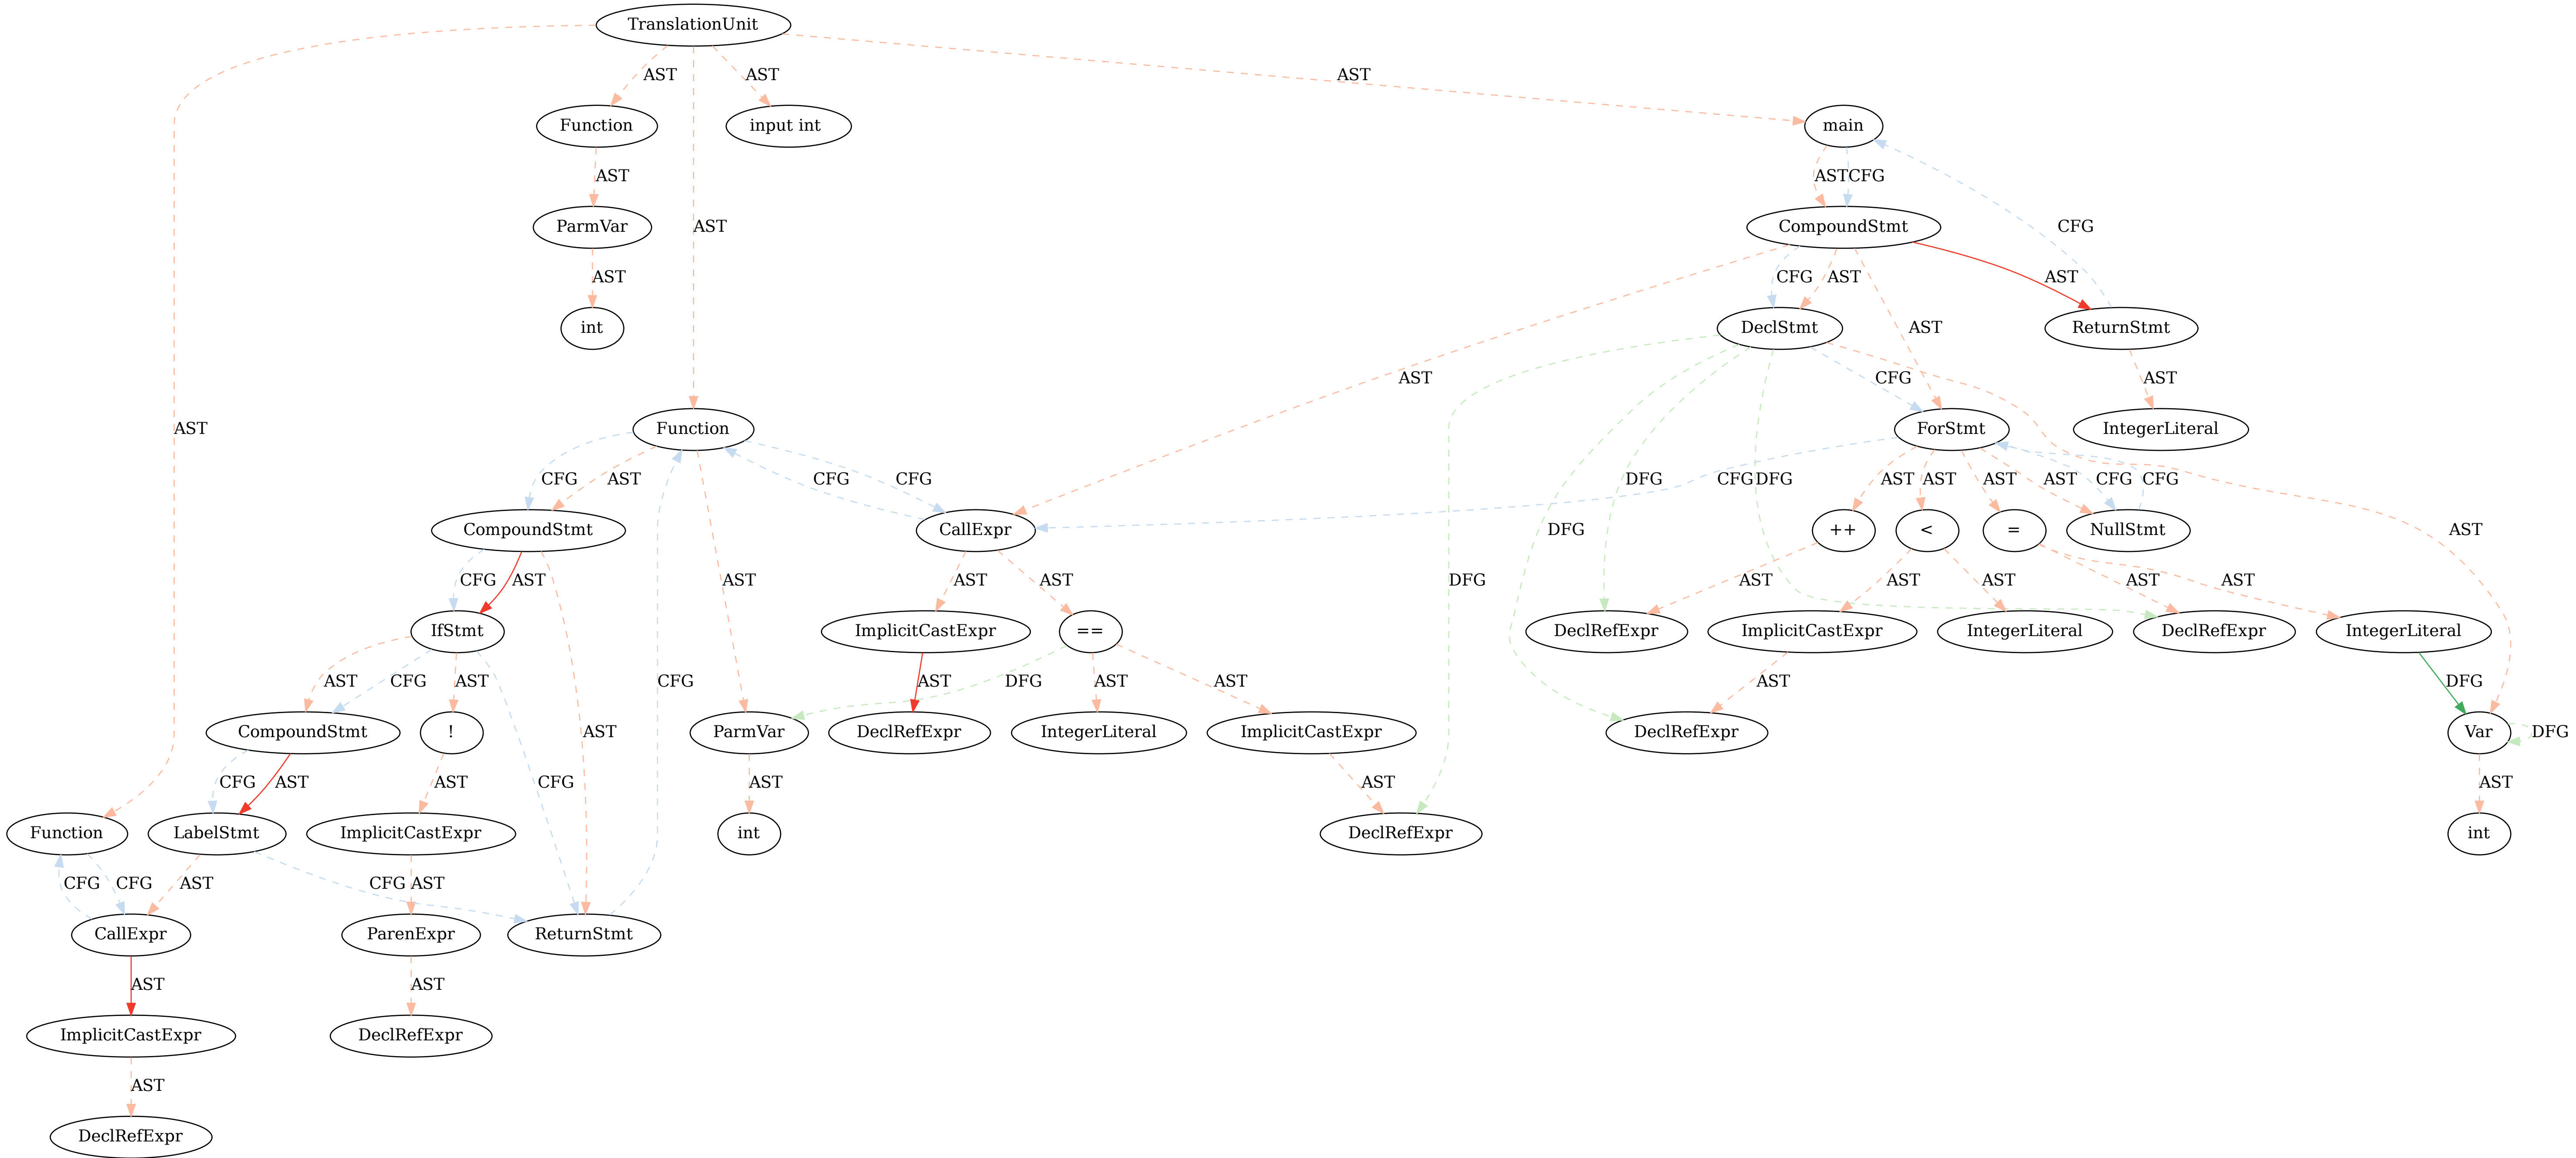 TranslationUnit
AST AST AST
Function input int main
AST ASTCFG
ParmVar CompoundStmt CFG
AST AST CFG AST AST
int DeclStmt ReturnStmt
AST CFG AST AST
AST Function ForStmt IntegerLiteral
CFG AST CFG CFG DFG CFGDFG AST AST AST AST CFG CFG
CompoundStmt CallExpr DFG ++ < = NullStmt AST
CFG AST AST AST AST DFG AST AST AST AST AST
IfStmt ImplicitCastExpr == DeclRefExpr ImplicitCastExpr IntegerLiteral DeclRefExpr IntegerLiteral
AST CFG AST CFG AST DFG AST AST AST DFG
CompoundStmt ! AST ParmVar DeclRefExpr IntegerLiteral ImplicitCastExpr DeclRefExpr Var DFG
CFG AST AST CFG AST AST AST
Function LabelStmt ImplicitCastExpr int DeclRefExpr int
CFG CFG AST CFG AST
CallExpr ParenExpr ReturnStmt
AST AST
ImplicitCastExpr DeclRefExpr
AST
DeclRefExpr